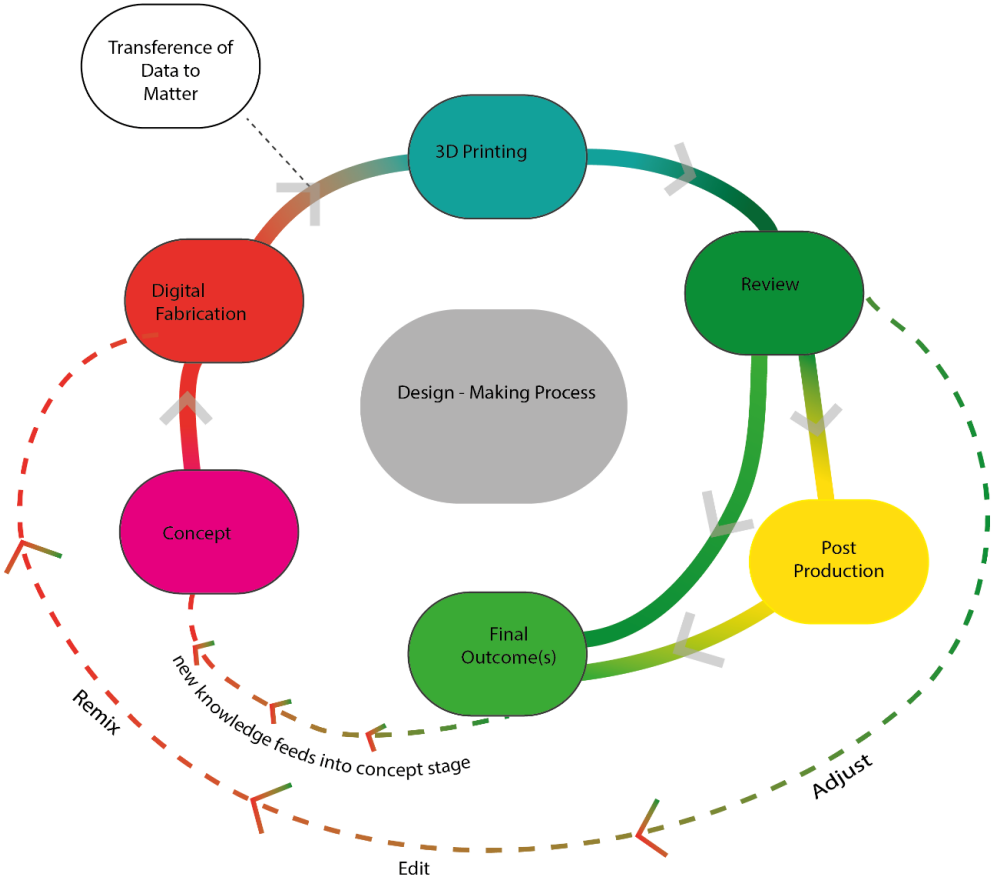 Transference of
Data to
Matter
3D Printing
Review
Digital
Fabrication
Design - Making Process
Concept
Post
Production
Final
Outcome(s)
new knowledge feeds into concept stage
Remix
Edit
Adjust